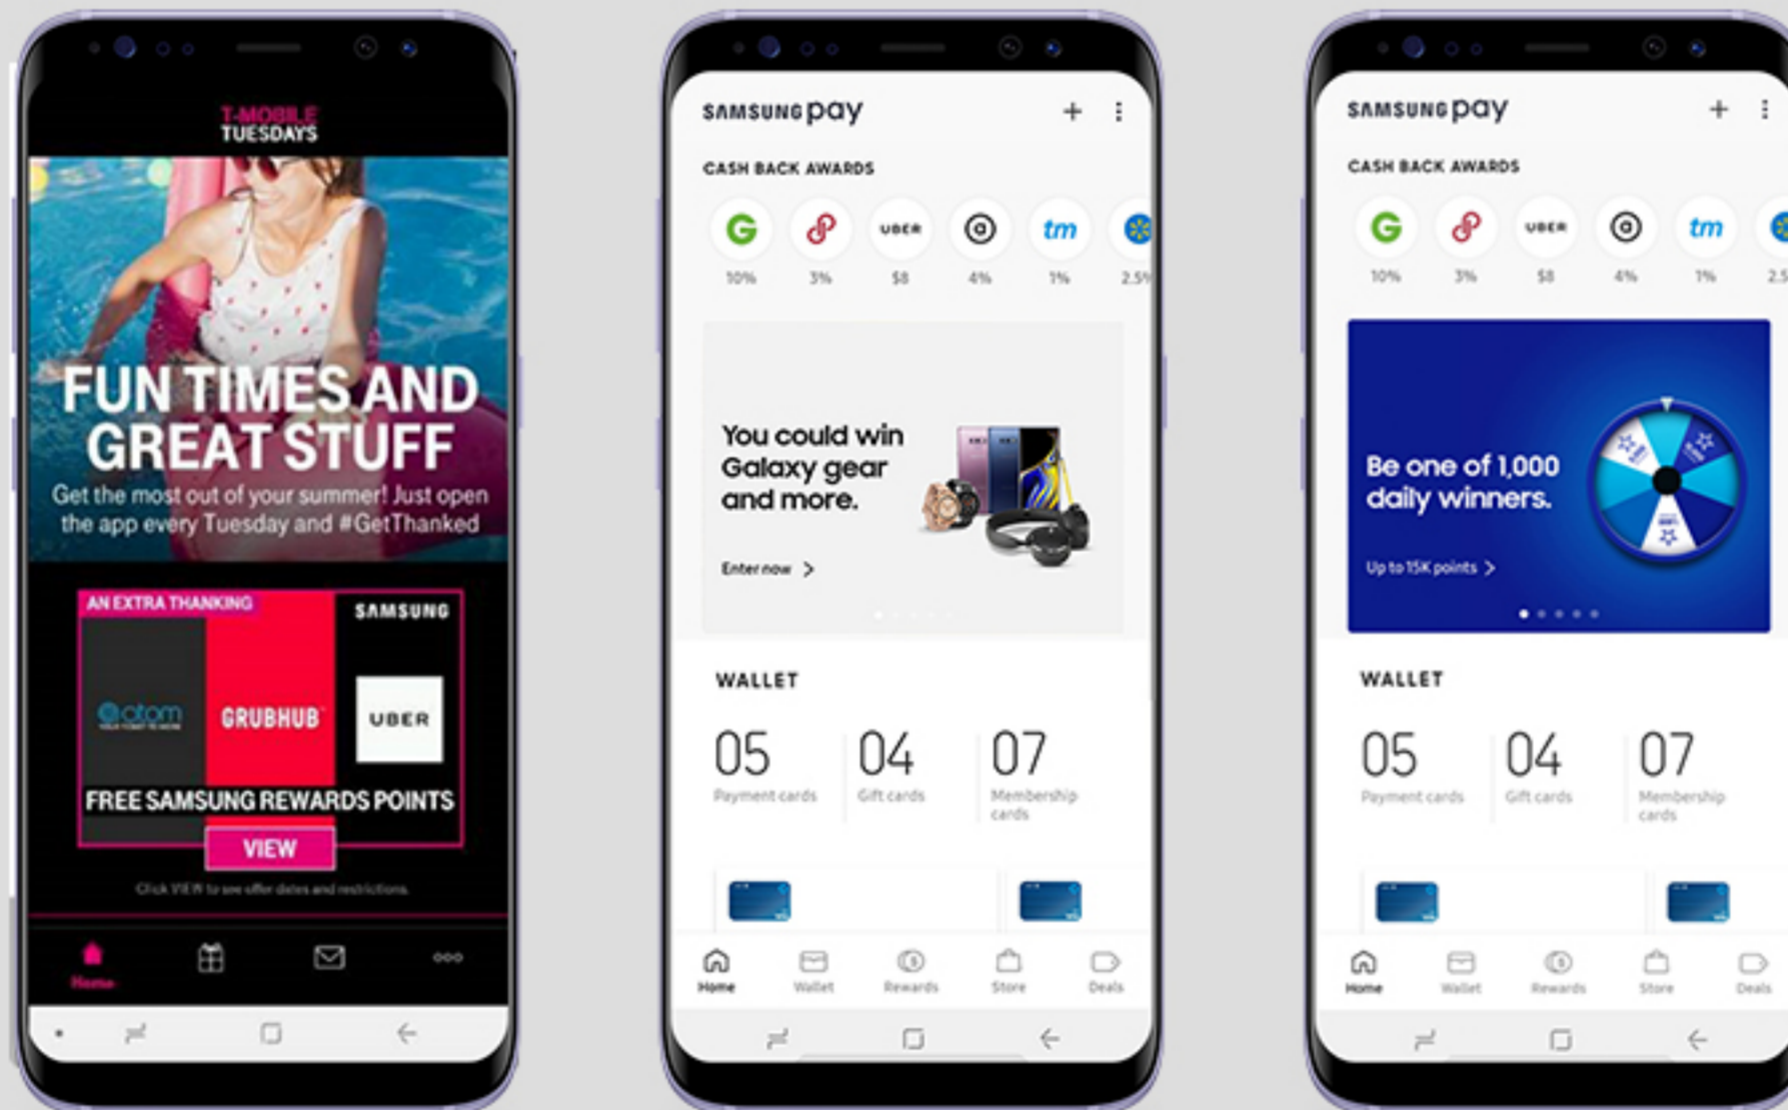 T-MOBILE
TUESDAYS
FUN TIMES AND
GREAT STUFF
Get the most out of your summer! Just open
the app every Tuesday and #GetThanked
AN EXTRA THANKING
SAMSUNG
atom
GRUBHUB
UBER
FREE SAMSUNG REWARDS POINTS
VIEW
Click VIEW to see offer dates and restrictions.
Home
SAMSUNG pay
CASH BACK AWARDS
G
UBER
a
tm
10%
3%
$8
4%
1%
2.5%
You could win
Galaxy gear
and more.
Enter now >
WALLET
05
04
07
Payment cards
Gift cards
Membership
cards
Home
Wallet
Rewards
Store
Deals
SAMSUNG pay
CASH BACK AWARDS
G
UBER
a
tm
10%
3%
$8
4%
1%
2.5
Be one of 1,000
daily winners.
Up to 15K points >
WALLET
05
04
07
Payment cards
Gift cards
Membership
cards
Home
Wallet
Rewards
Store
Deals